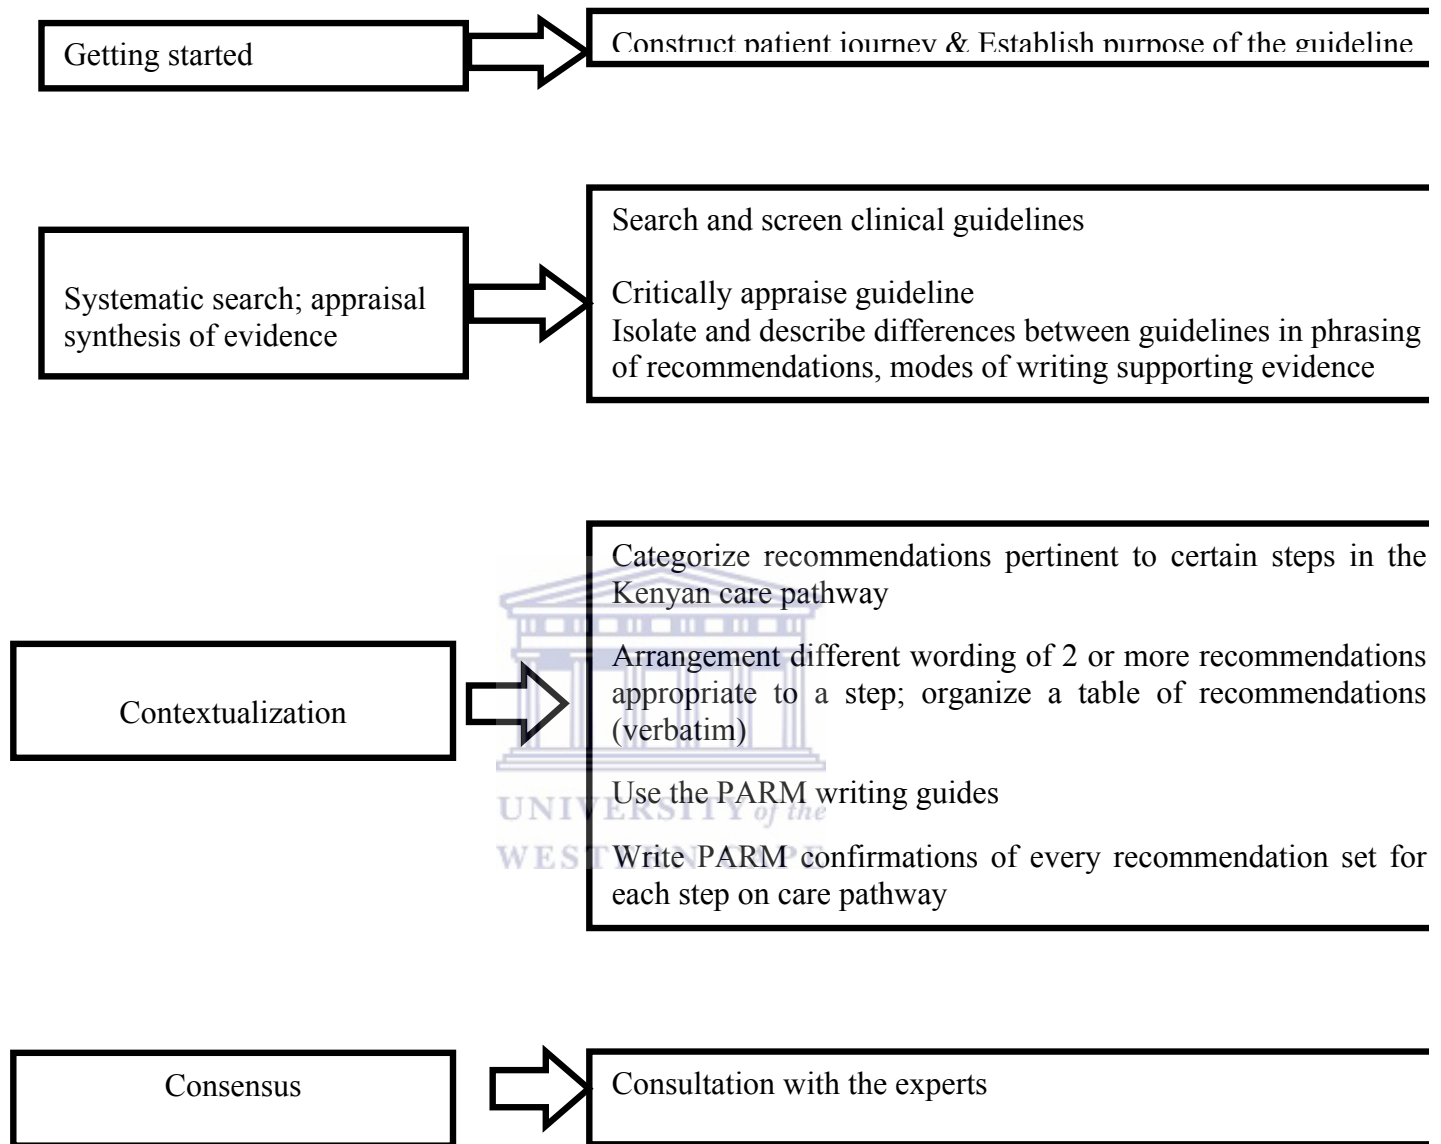 Getting started
Construct patient journey & Establish purpose of the guideline
Systematic search; appraisal
synthesis of evidence
Search and screen clinical guidelines
Critically appraise guideline
Isolate and describe differences between guidelines in phrasing
of recommendations, modes of writing supporting evidence
Contextualization
Categorize recommendations pertinent to certain steps in the
Kenyan care pathway
Arrangement different wording of 2 or more recommendations
appropriate to a step; organize a table of recommendations
(verbatim)
Use the PARM writing guides
Write PARM confirmations of every recommendation set for
each step on care pathway
UNIVERSITY of the
WESTERN CAPE
Consensus
Consultation with the experts